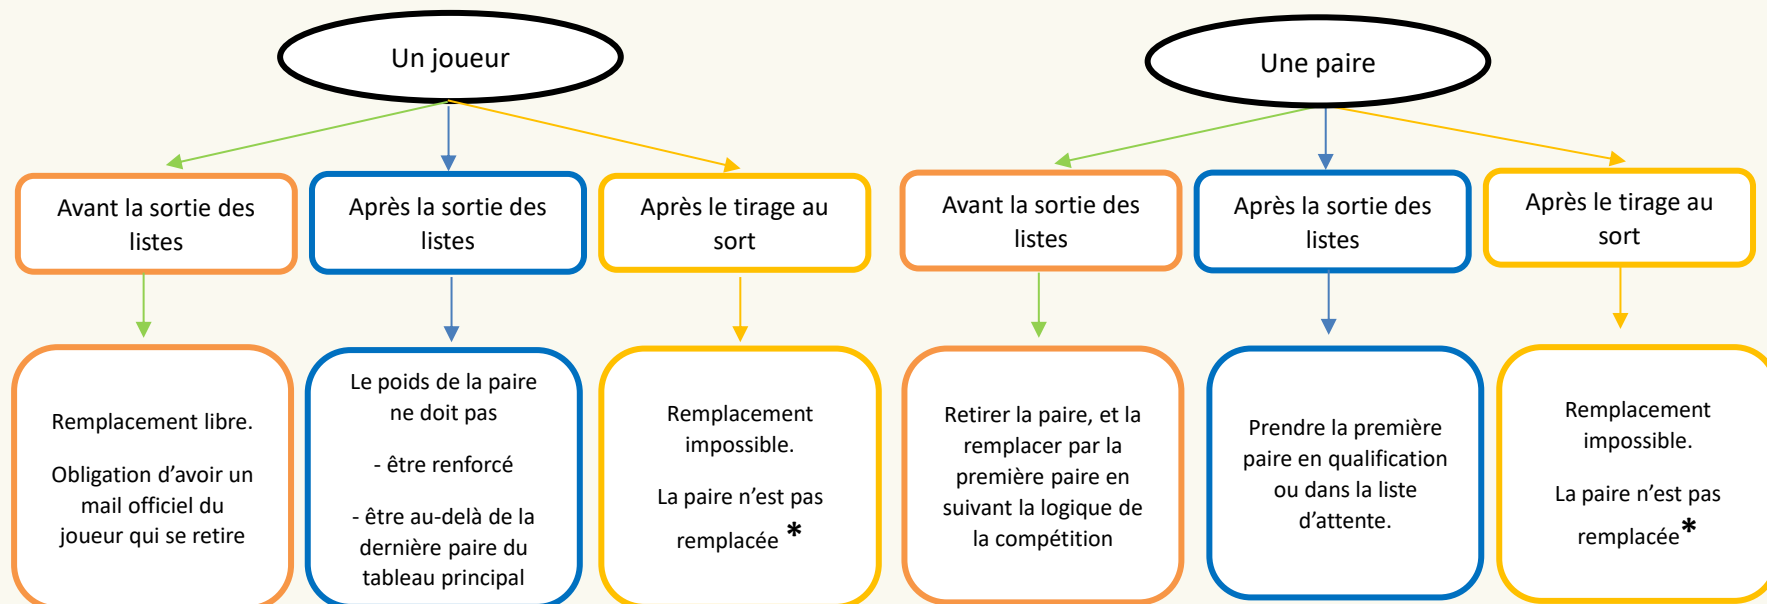 Un joueur
Une paire
Avant la sortie des
listes
Après la sortie des
listes
Après le tirage au
sort
Avant la sortie des
listes
Après la sortie des
listes
Après le tirage au
sort
Remplacement libre.
Obligation d’avoir un
mail officiel du
joueur qui se retire
Le poids de la paire
ne doit pas
- être renforcé
- être au-delà de la
dernière paire du
tableau principal
Remplacement
impossible.
La paire n’est pas
remplacée *
Retirer la paire, et la
remplacer par la
première paire en
suivant la logique de
la compétition
Prendre la première
paire en qualification
ou dans la liste
d’attente.
Remplacement
impossible.
La paire n’est pas
remplacée*